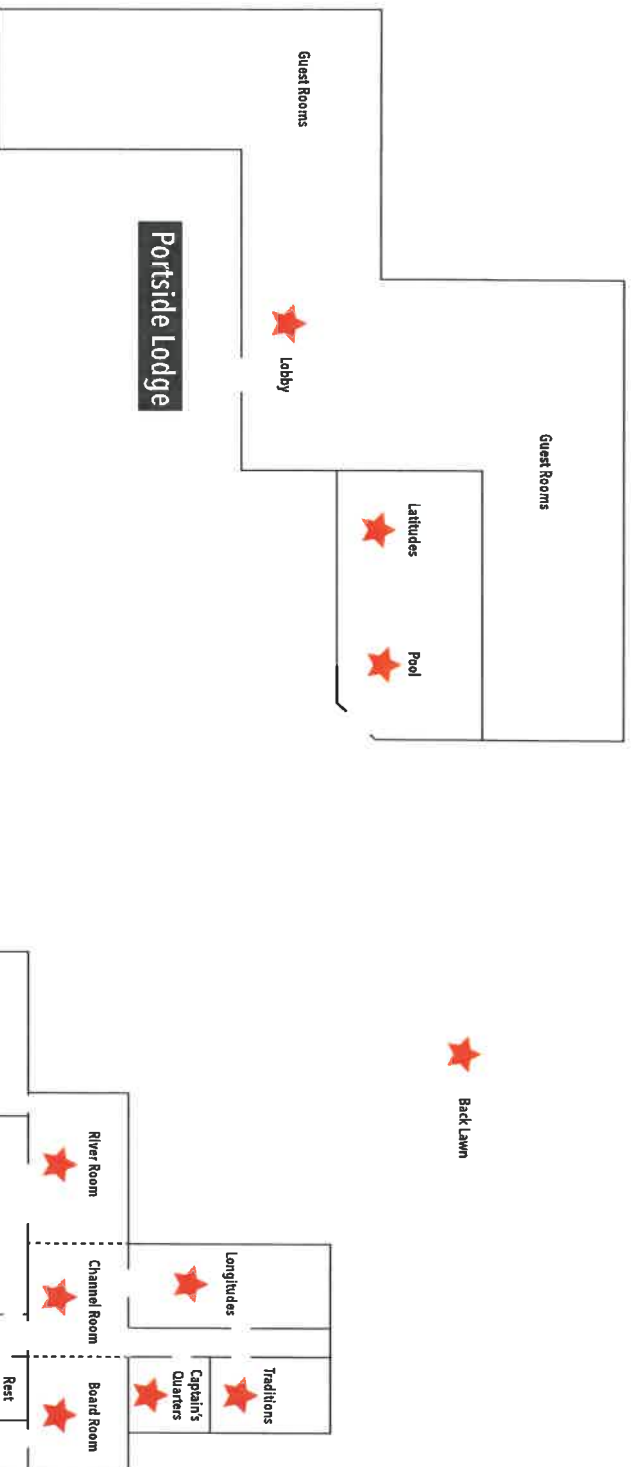 Guest Rooms
Guest Rooms
Lobby
Portside Lodge
Latitudes
Pool
Back Lawn
Longitudes
Traditions
Captain's
Quarters
River Room
Channel Room
Board Room
Rest